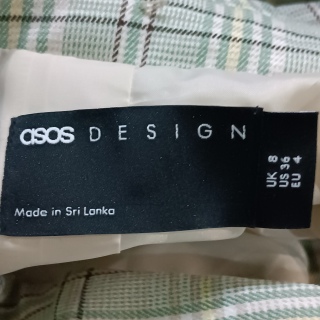 asos DESIGN
Made in Sri Lanka
UK 8
US 36
EU 4